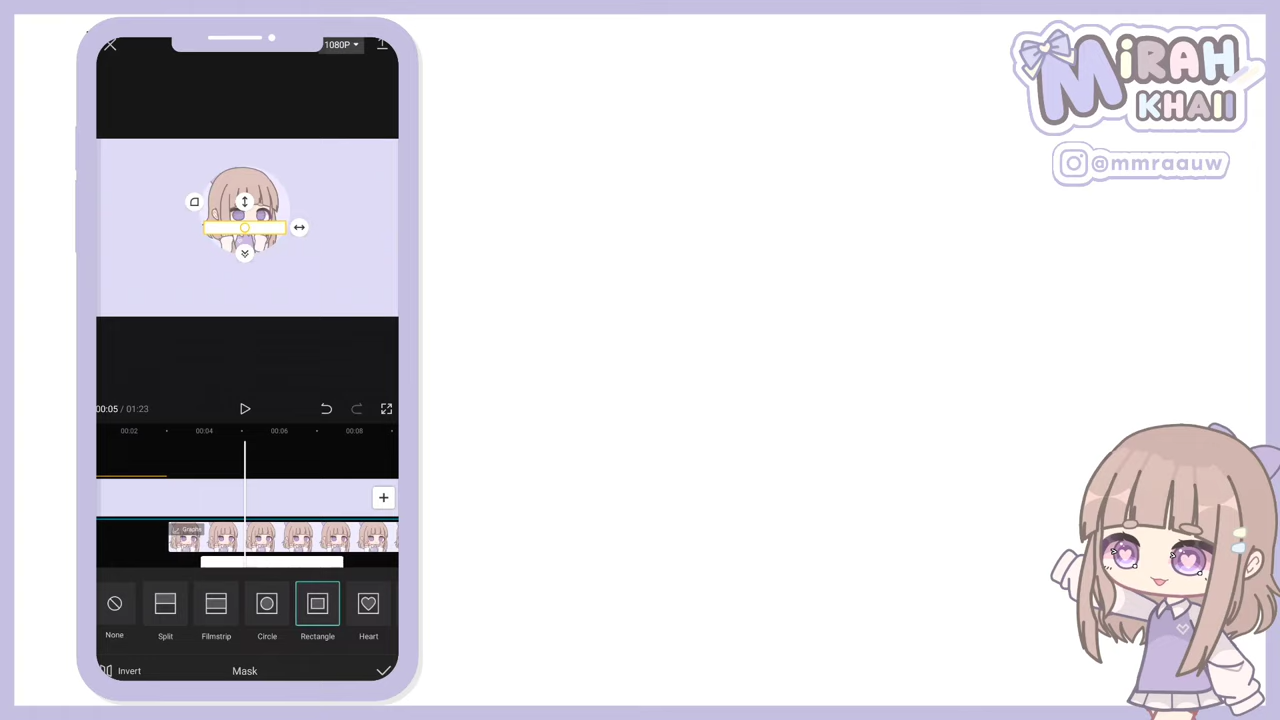 1080P
MiRAH
KHAII
@mmraauw
00:05 / 01:23
00:02 00:04 00:06 00:08
Graphs
None Split Filmstrip Circle Rectangle Heart
Invert Mask